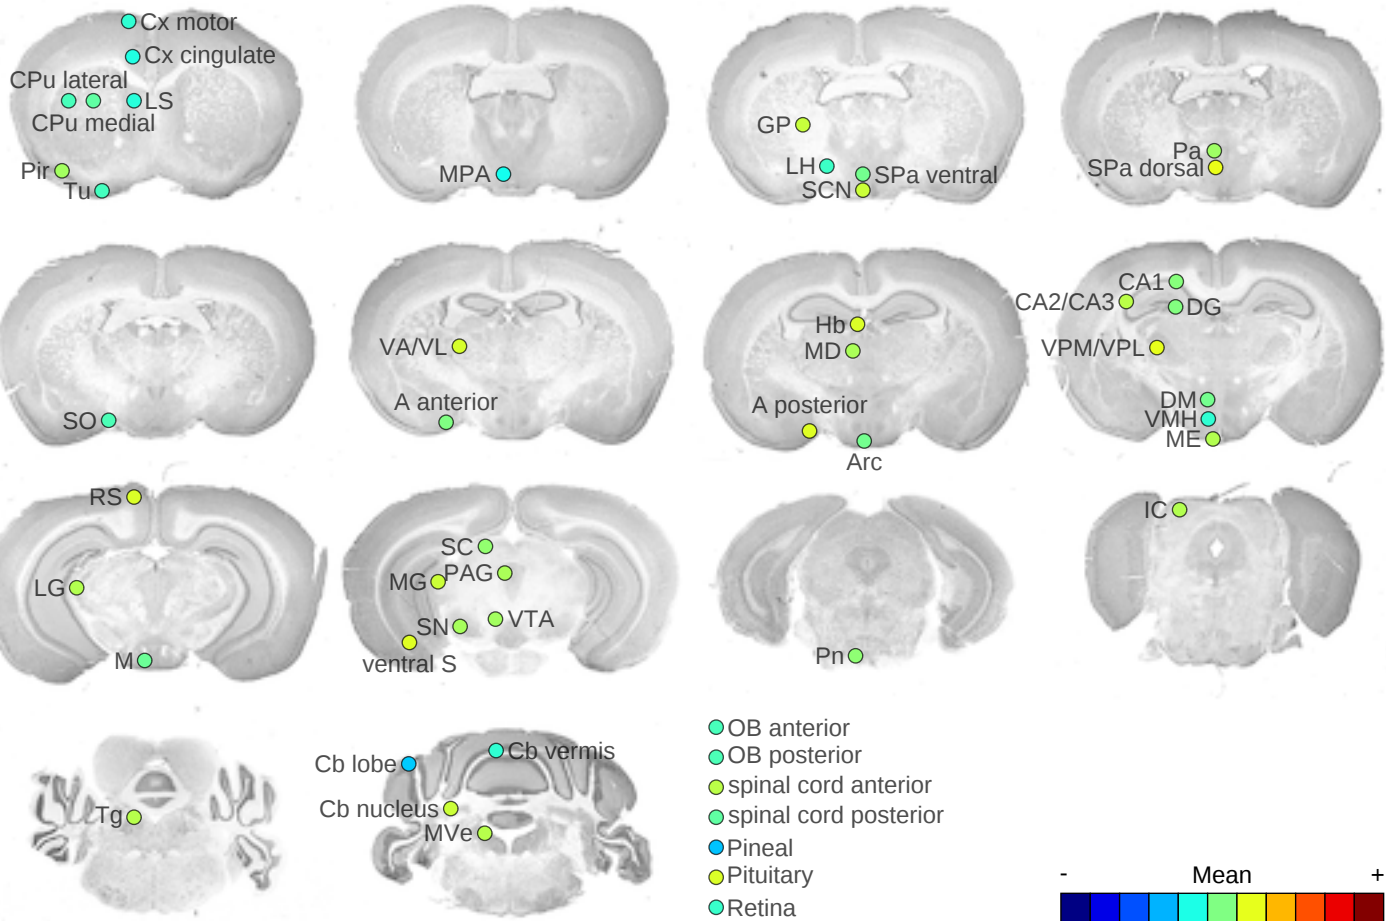 Cx motor
Cx cingulate
CPu lateral
LS
CPu medial
Pir
Tu
MPA
GP
LH
SPa ventral
SCN
Pa
SPa dorsal
SO
VA/VL
A anterior
Hb
MD
A posterior
Arc
CA1
CA2/CA3
DG
VPM/VPL
DM
VMH
ME
RS
LG
M
SC
MG
PAG
SN
VTA
ventral S
Pn
IC
Tg
Cb lobe
Cb vermis
Cb nucleus
MVe
OB anterior
OB posterior
spinal cord anterior
spinal cord posterior
Pineal
Pituitary
Retina
- Mean +